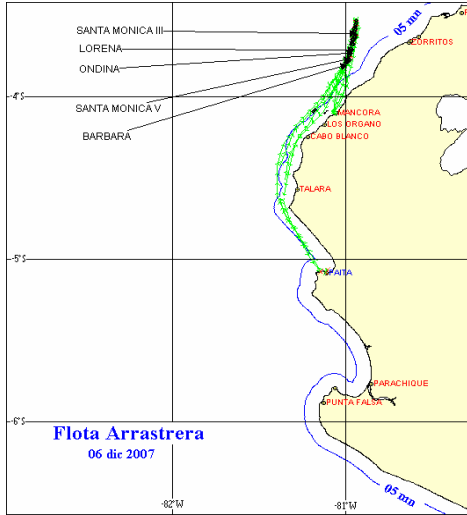 SANTA MONICA III
LORENA
ONDINA
SANTA MONICA V
BARBARA
05 mn
ZORRITOS
-4°S
MANCORA
LOS ORGANO
CABO BLANCO
TALARA
-5°S
PAITA
PARACHIQUE
PUNTA FALSA
-6°S
Flota Arrastrera
06 dic 2007
05 mn
-82°W
-81°W